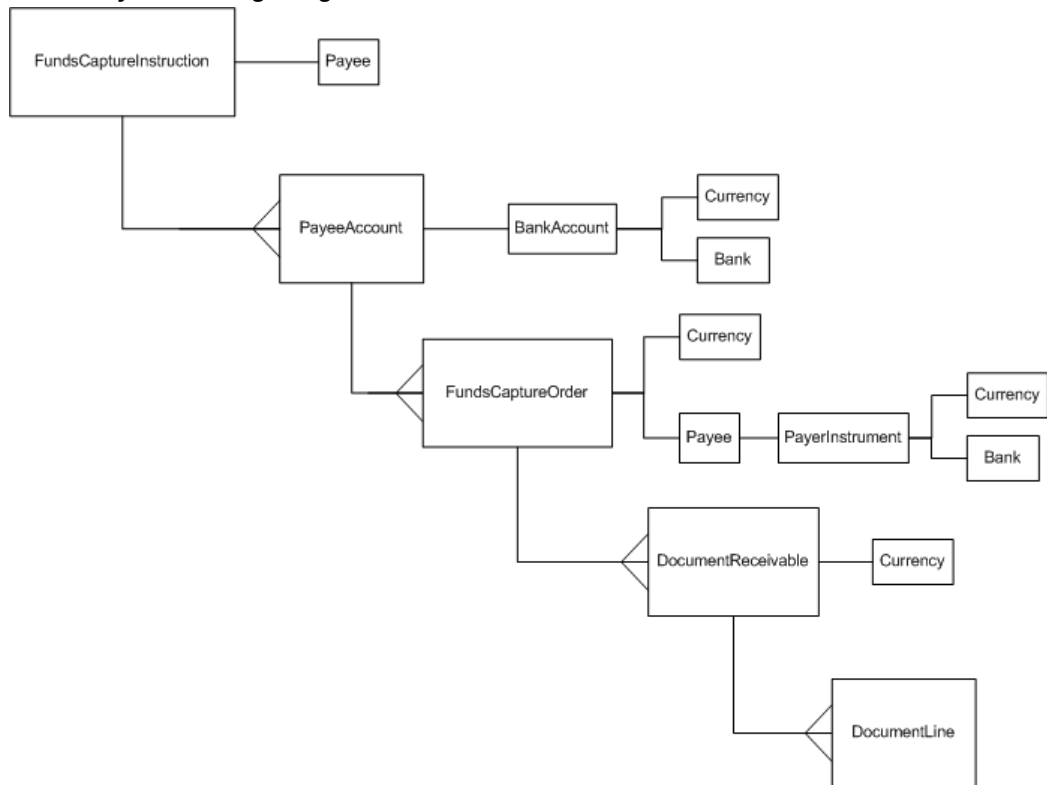 FundsCaptureInstruction
Payee
PayeeAccount
BankAccount
Currency
Bank
FundsCaptureOrder
Currency
Payee
PayerInstrument
Currency
Bank
DocumentReceivable
Currency
DocumentLine